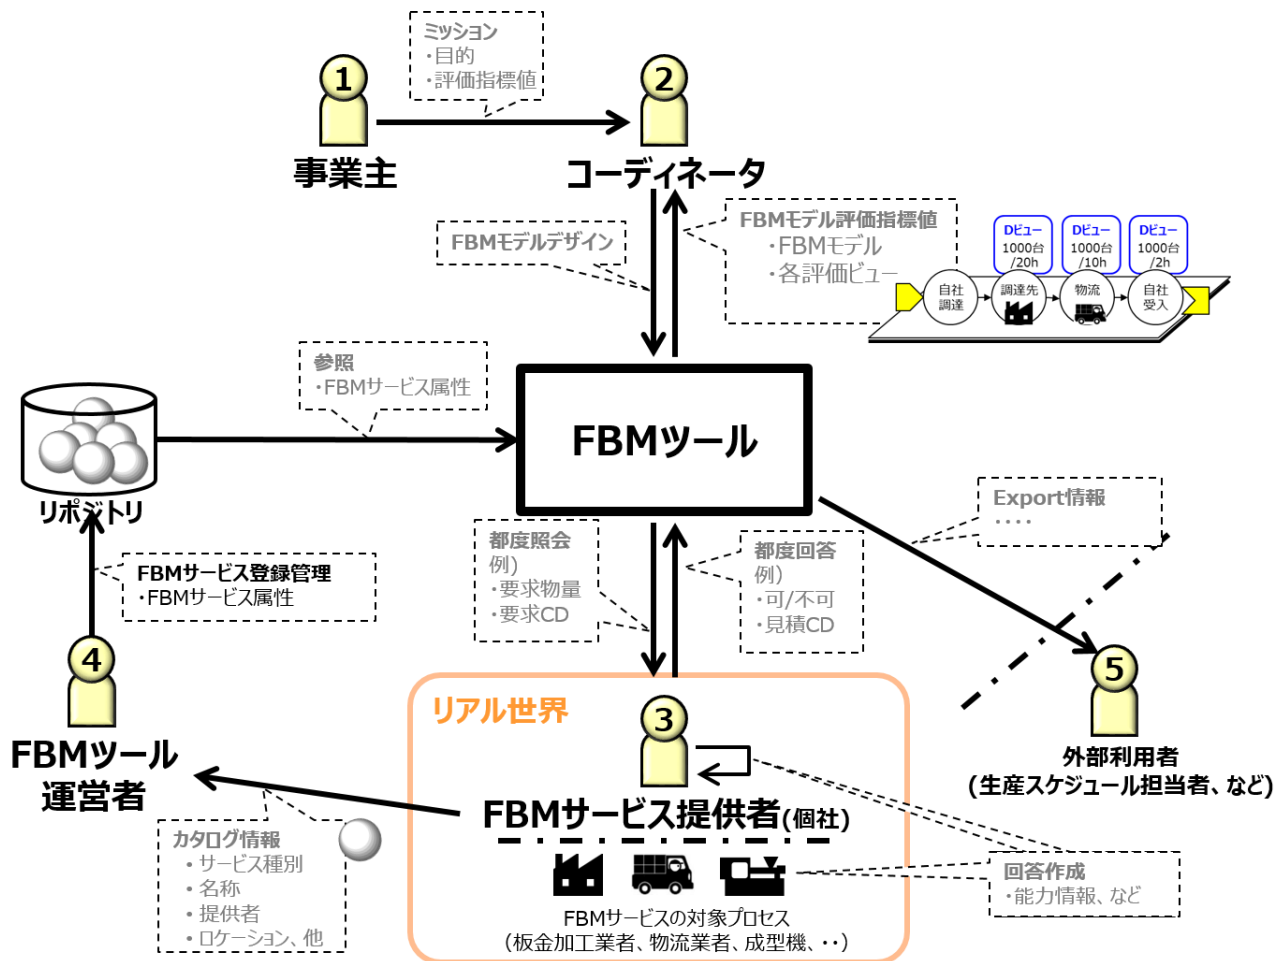 ミッション
・目的
・評価指標値
1
2
事業主
コーディネータ
FBMモデルデザイン
FBMモデル評価指標値
・FBMモデル
・各評価ビュー
Dビュー
1000台
/20h
Dビュー
1000台
/10h
Dビュー
1000台
/2h
自社
調達
調達先
物流
自社
受入
参照
・FBMサービス属性
FBMツール
リポジトリ
Export情報
・・・・
都度照会
例)
・要求物量
・要求CD
都度回答
例)
・可/不可
・見積CD
FBMサービス登録管理
・FBMサービス属性
4
FBMツール
運営者
リアル世界
3
FBMサービス提供者(個社)
5
外部利用者
(生産スケジュール担当者、など)
カタログ情報
• サービス種別
• 名称
• 提供者
• ロケーション、他
回答作成
・能力情報、など
FBMサービスの対象プロセス
(板金加工業者、物流業者、成型機、・・)